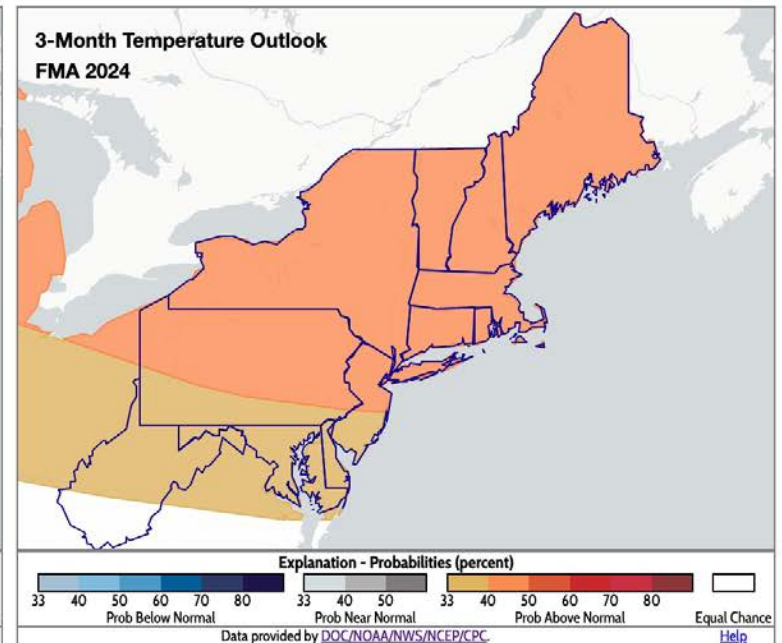 3-Month Temperature Outlook
FMA 2024
Explanation - Probabilities (percent)
33 40 50 60 70 80 33 40 50 33 40 50 60 70 80
Prob Below Normal Prob Near Normal Prob Above Normal Equal Chance
Data provided by DOC/NOAA/NWS/NCEP/CPC. Help